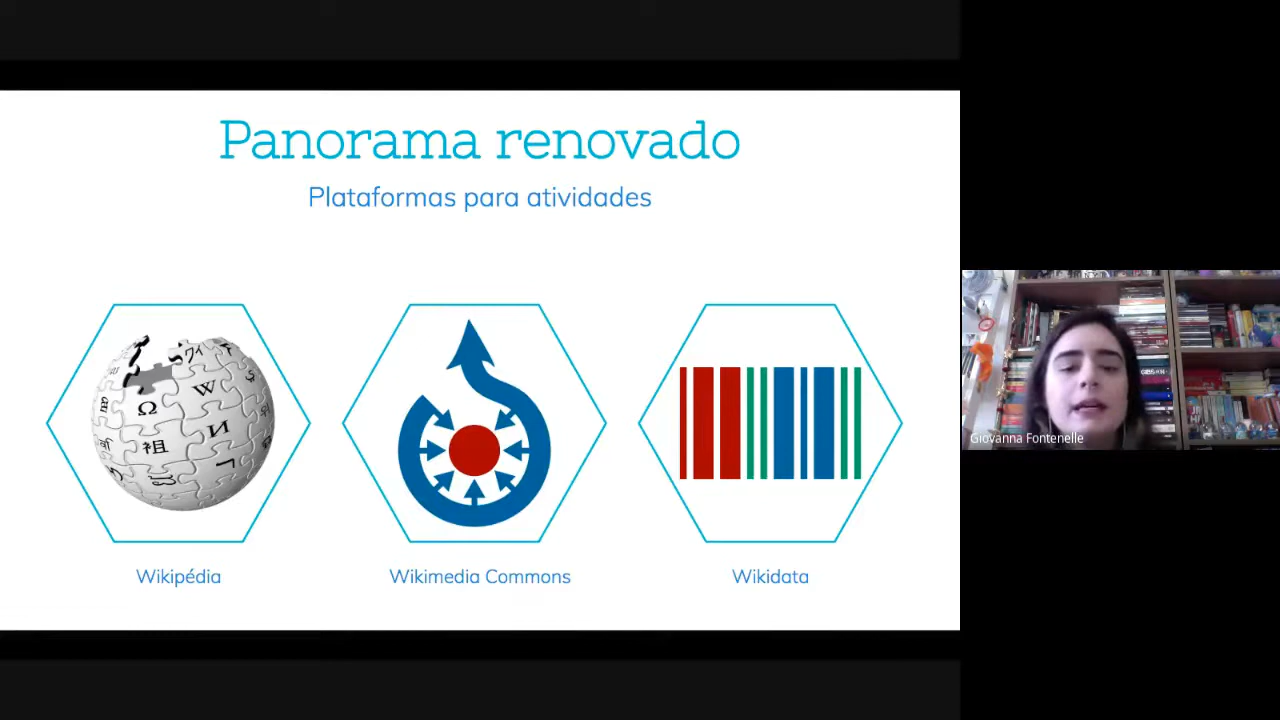 Panorama renovado
Plataformas para atividades
Wikipédia
Wikimedia Commons
Wikidata
Giovanna Fontenelle